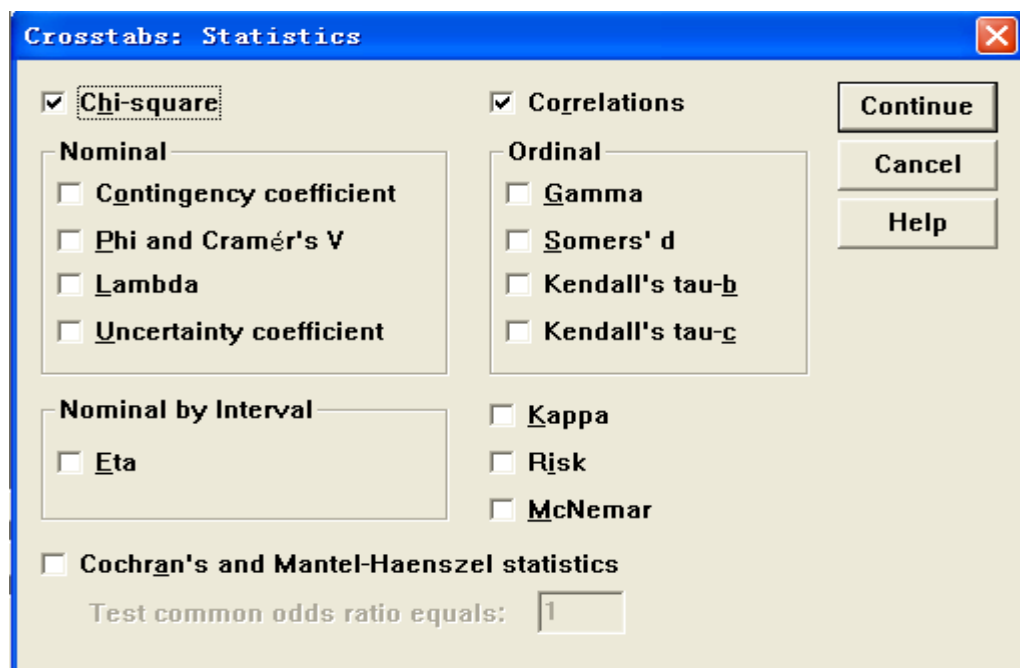 Crosstabs: Statistics
Chi-square
Correlations
Continue
Cancel
Help
Nominal
Contingency coefficient
Phi and Cramér's V
Lambda
Uncertainty coefficient
Ordinal
Gamma
Somers' d
Kendall's tau-b
Kendall's tau-c
Nominal by Interval
Eta
Kappa
Risk
McNemar
Cochran's and Mantel-Haenszel statistics
Test common odds ratio equals: 1